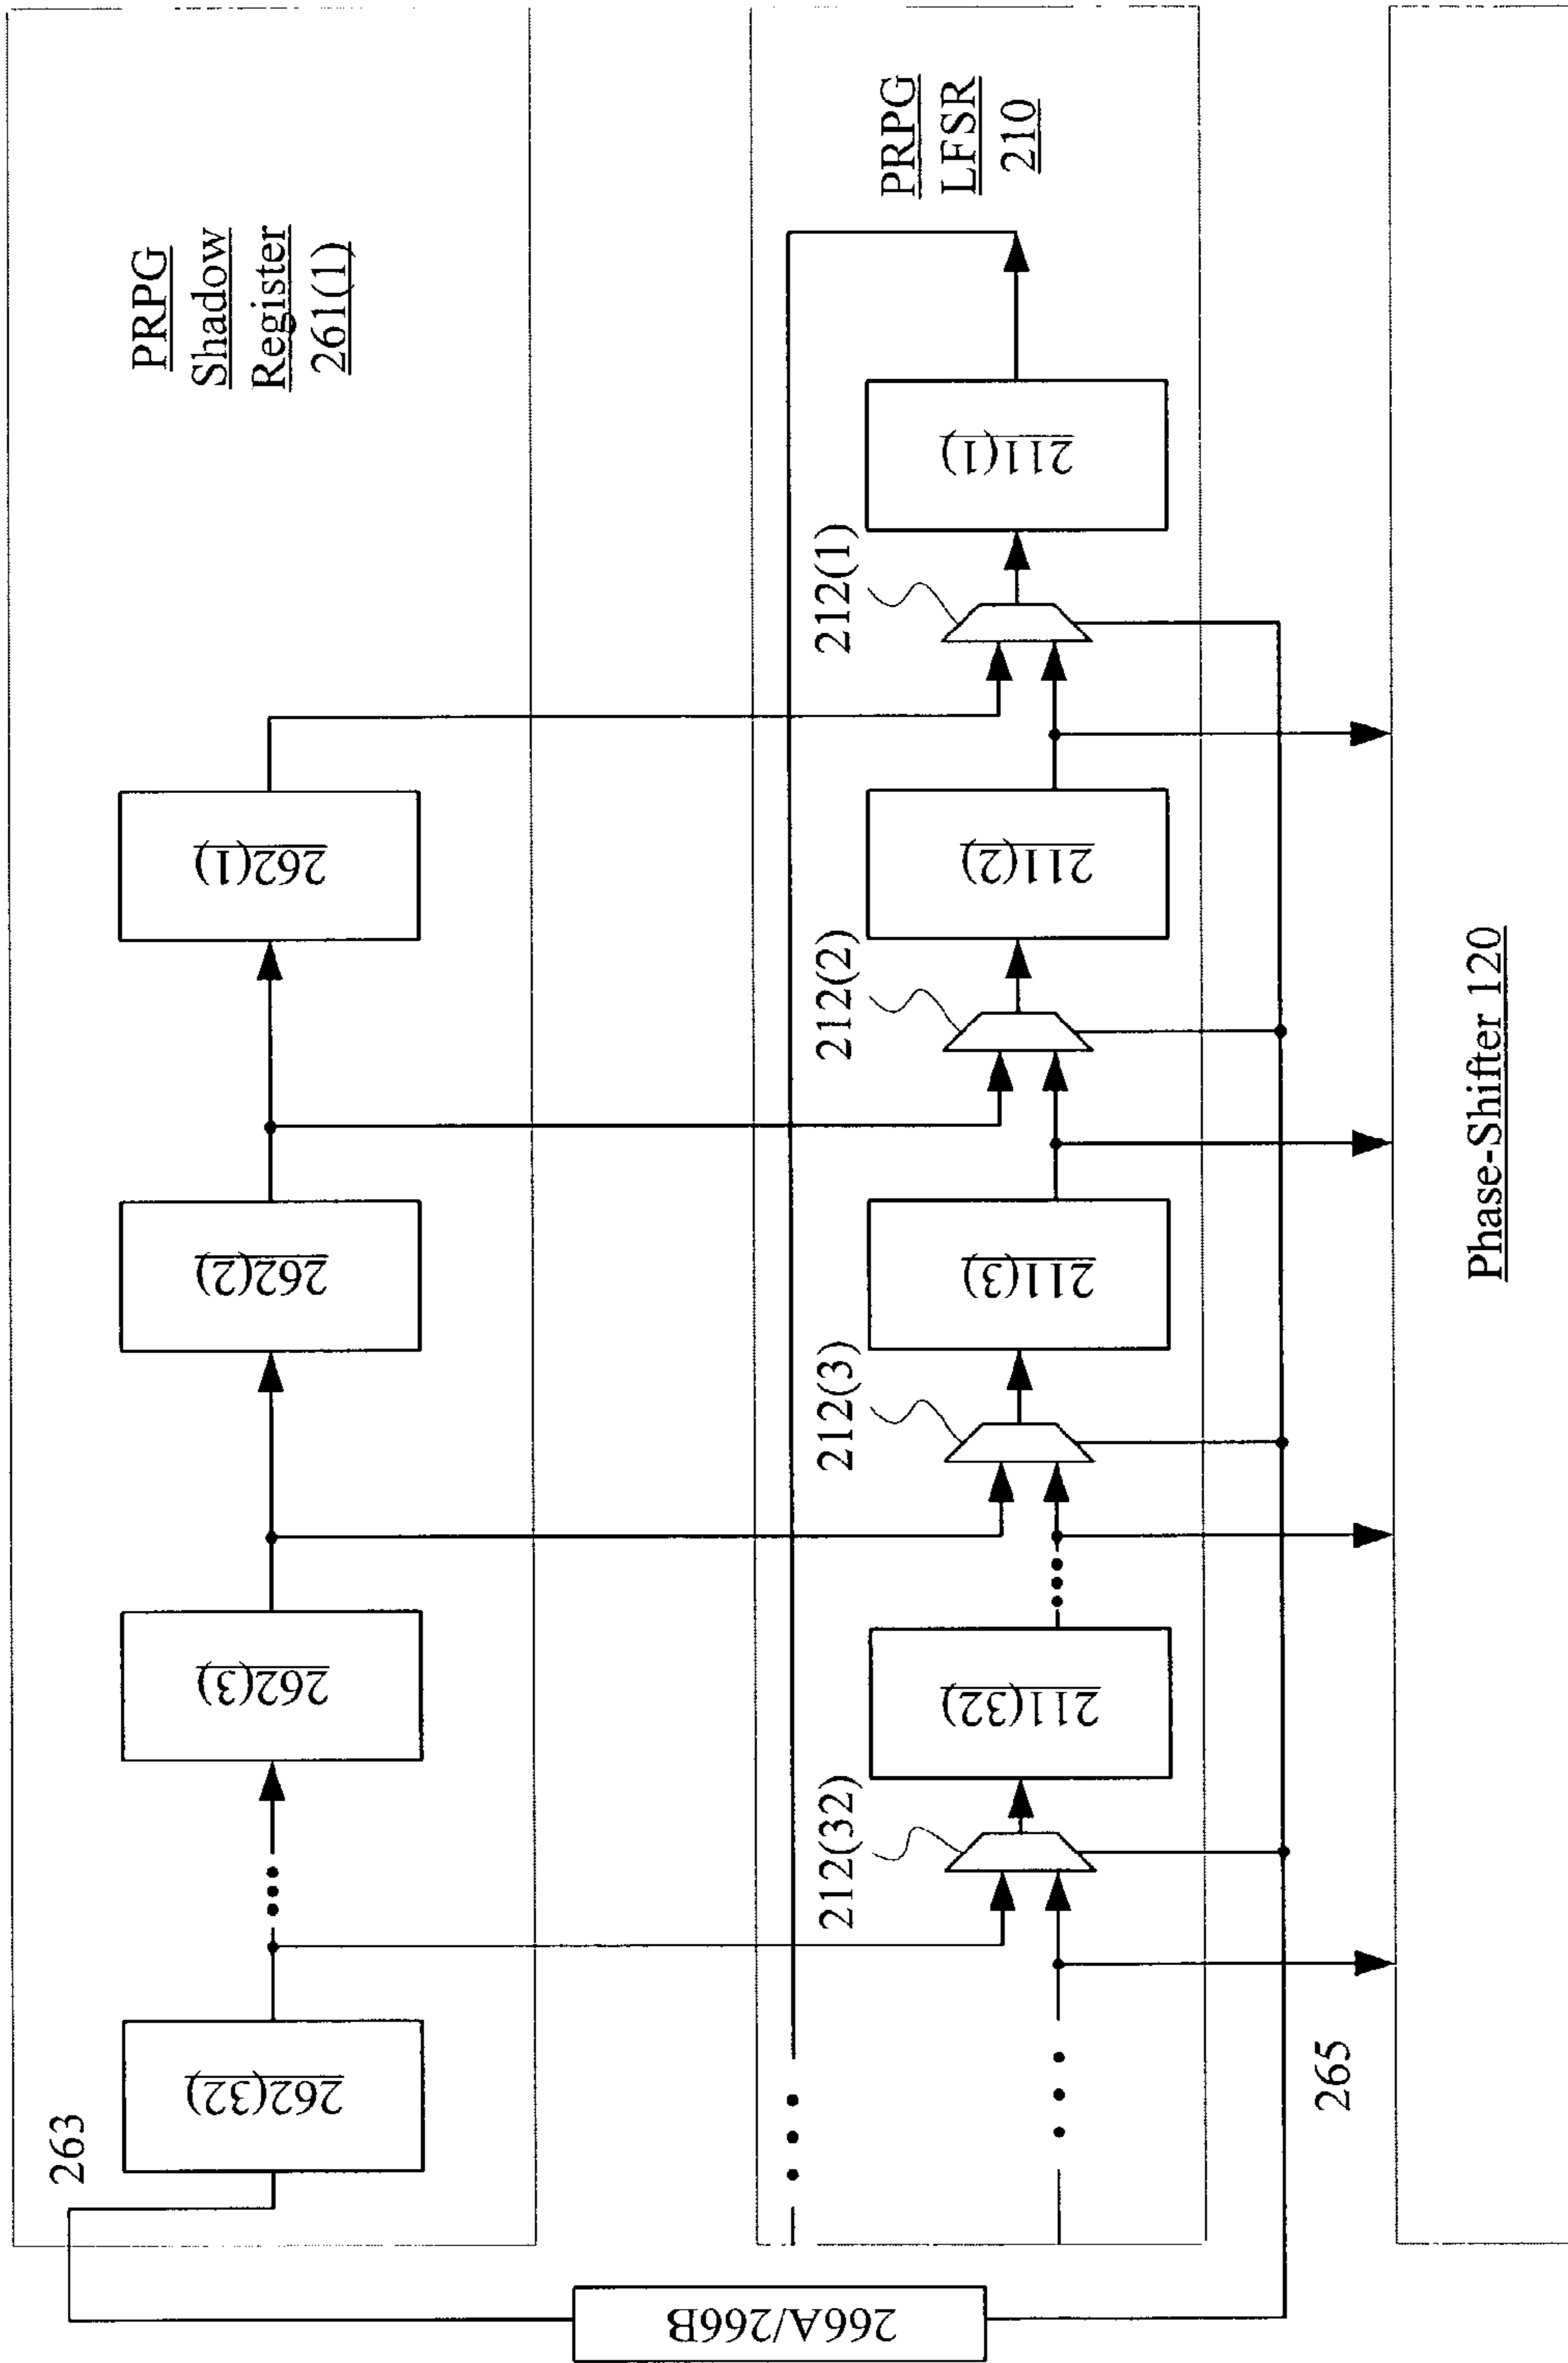 PRPG
Shadow
Register
261(1)
263
262(32)
262(3)
262(2)
262(1)
PRPG
LFSR
210
212(32)
212(3)
212(2)
212(1)
211(32)
211(3)
211(2)
211(1)
266A/266B
265
Phase-Shifter 120